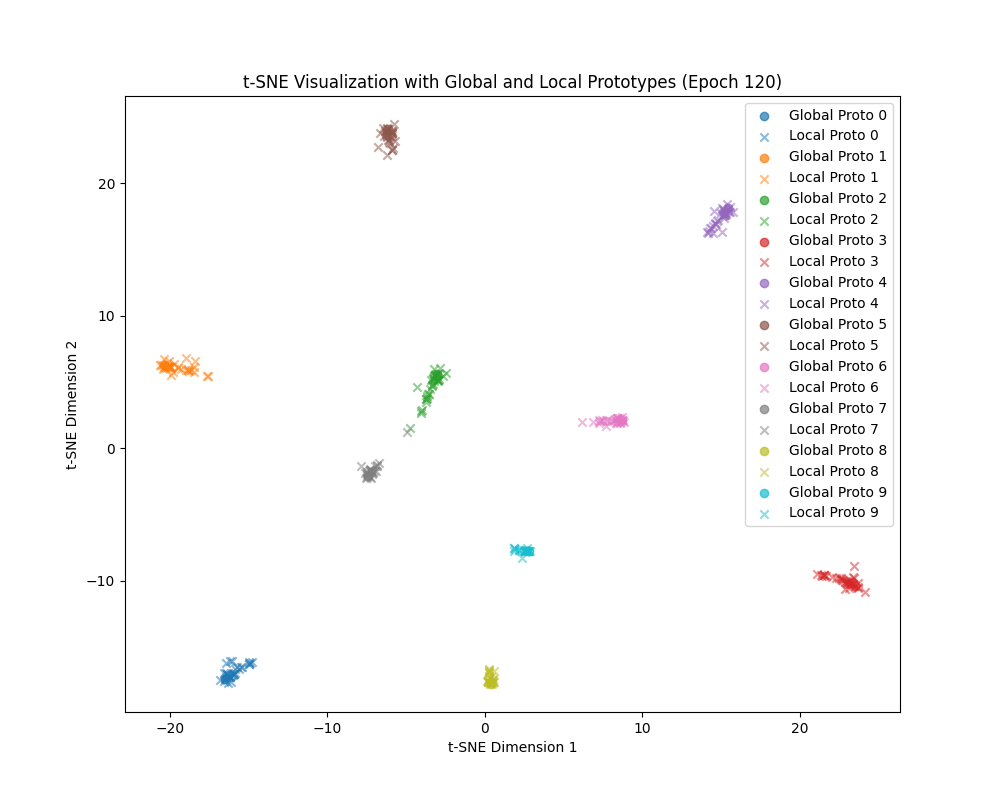 t-SNE Visualization with Global and Local Prototypes (Epoch 120)
Global Proto 0
Local Proto 0
Global Proto 1
Local Proto 1
Global Proto 2
Local Proto 2
Global Proto 3
Local Proto 3
Global Proto 4
Local Proto 4
Global Proto 5
Local Proto 5
Global Proto 6
Local Proto 6
Global Proto 7
Local Proto 7
Global Proto 8
Local Proto 8
Global Proto 9
Local Proto 9
t-SNE Dimension 2
20
10
0
−10
−20
−10
0
10
20
t-SNE Dimension 1